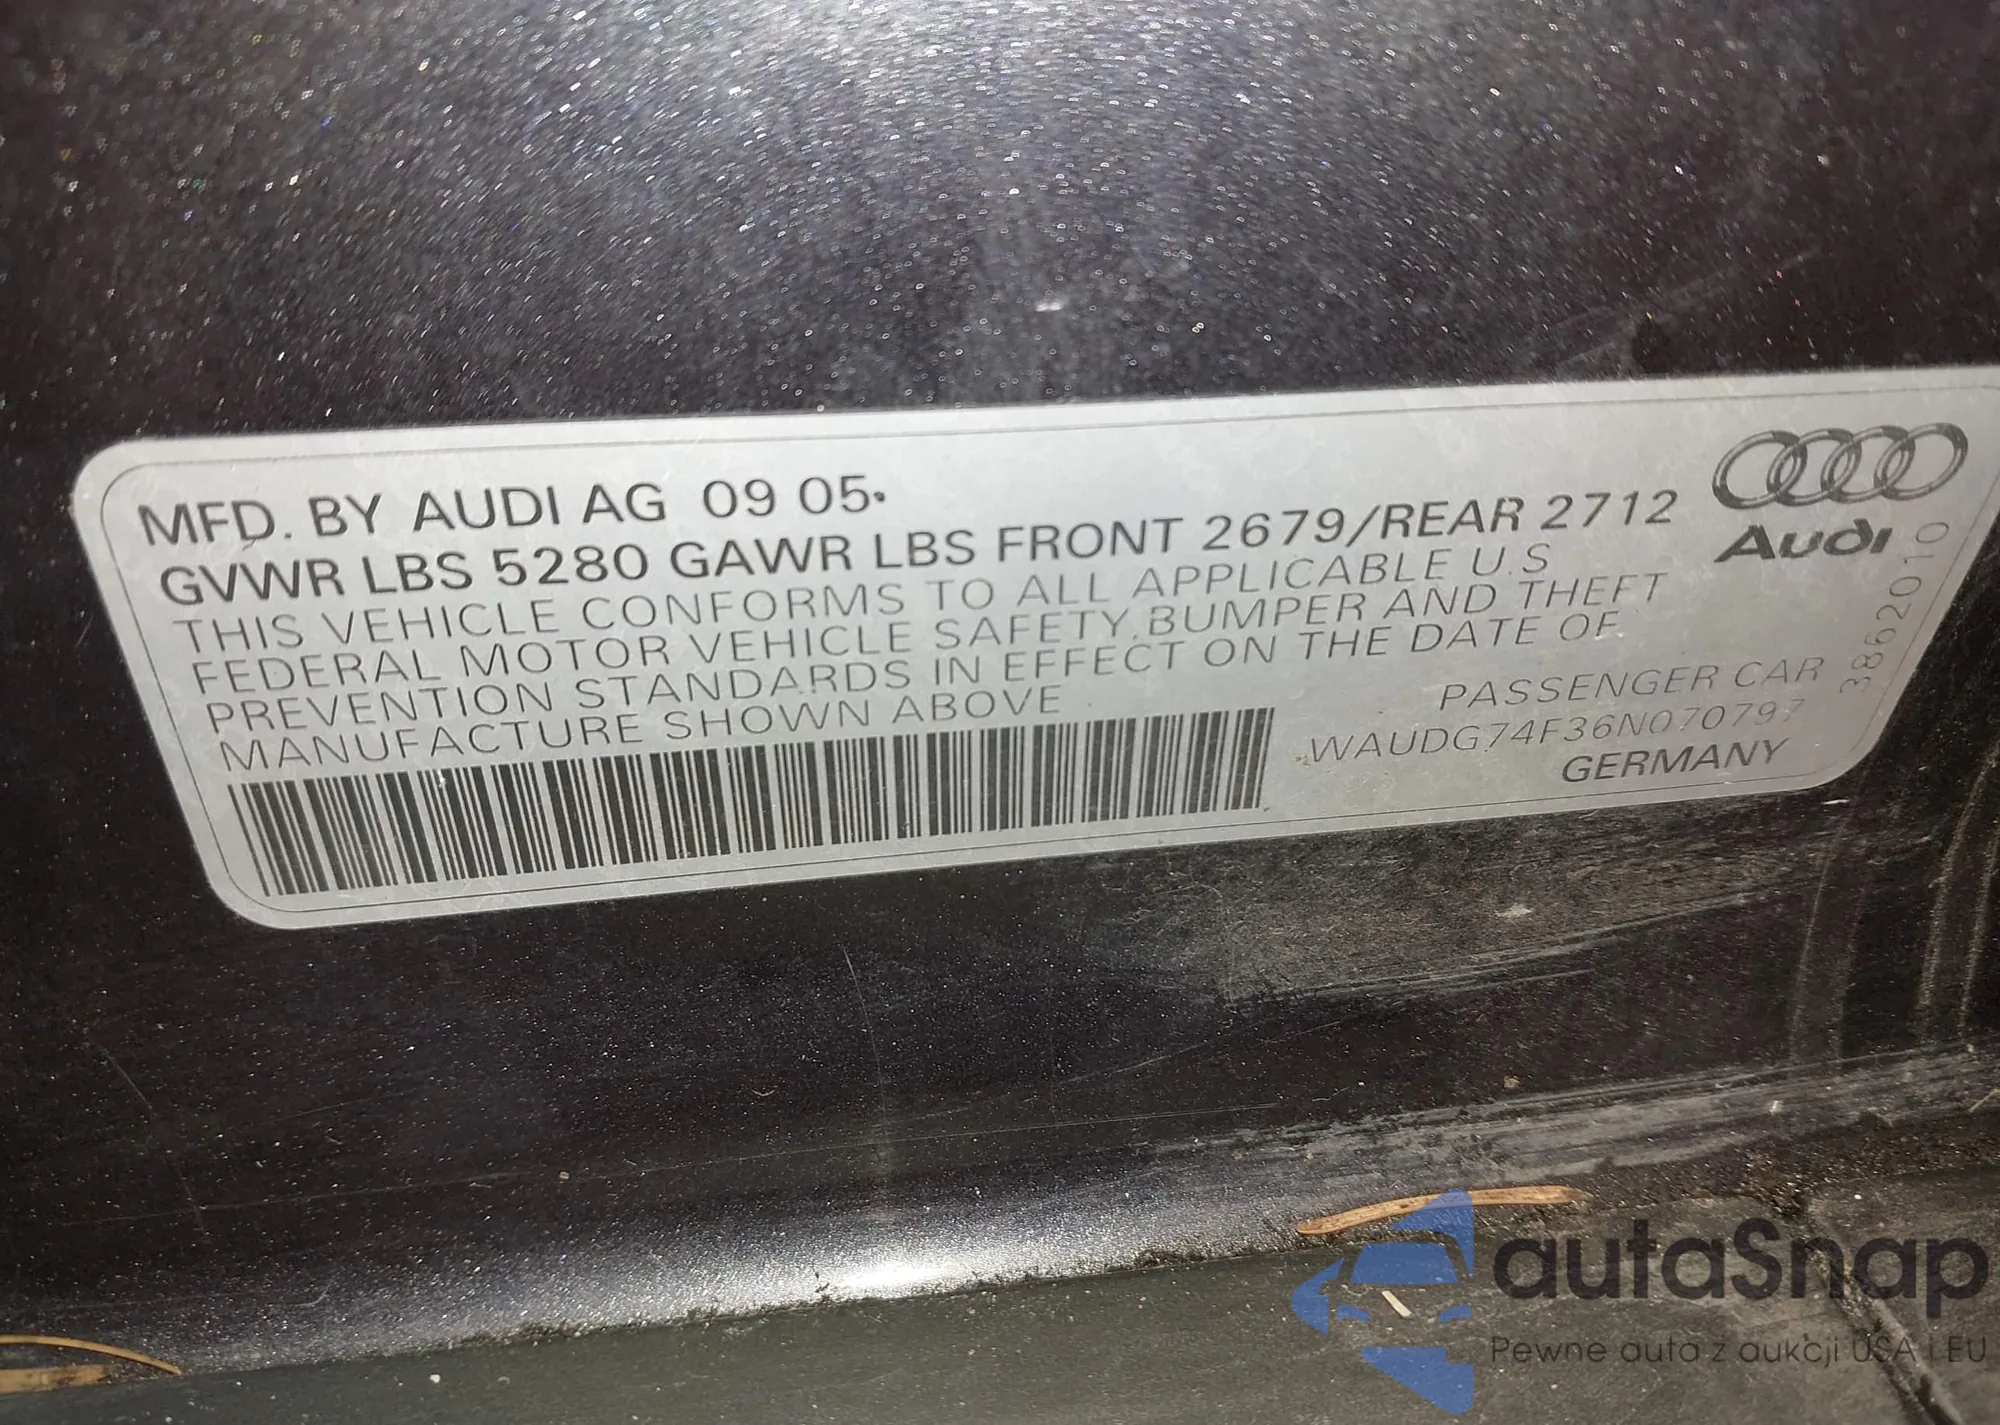 MFD. BY AUDI AG 09 05
GVWR LBS 5280 GAWR LBS FRONT 2679/REAR 2712
THIS VEHICLE CONFORMS TO ALL APPLICABLE U.S
FEDERAL MOTOR VEHICLE SAFETY, BUMPER AND THEFT
PREVENTION STANDARDS IN EFFECT ON THE DATE OF
MANUFACTURE SHOWN ABOVE
PASSENGER CAR
WAUDG74F36N070797
GERMANY
Audi
3862010
autaSnap
Pewne auta z aukcji USA i EU